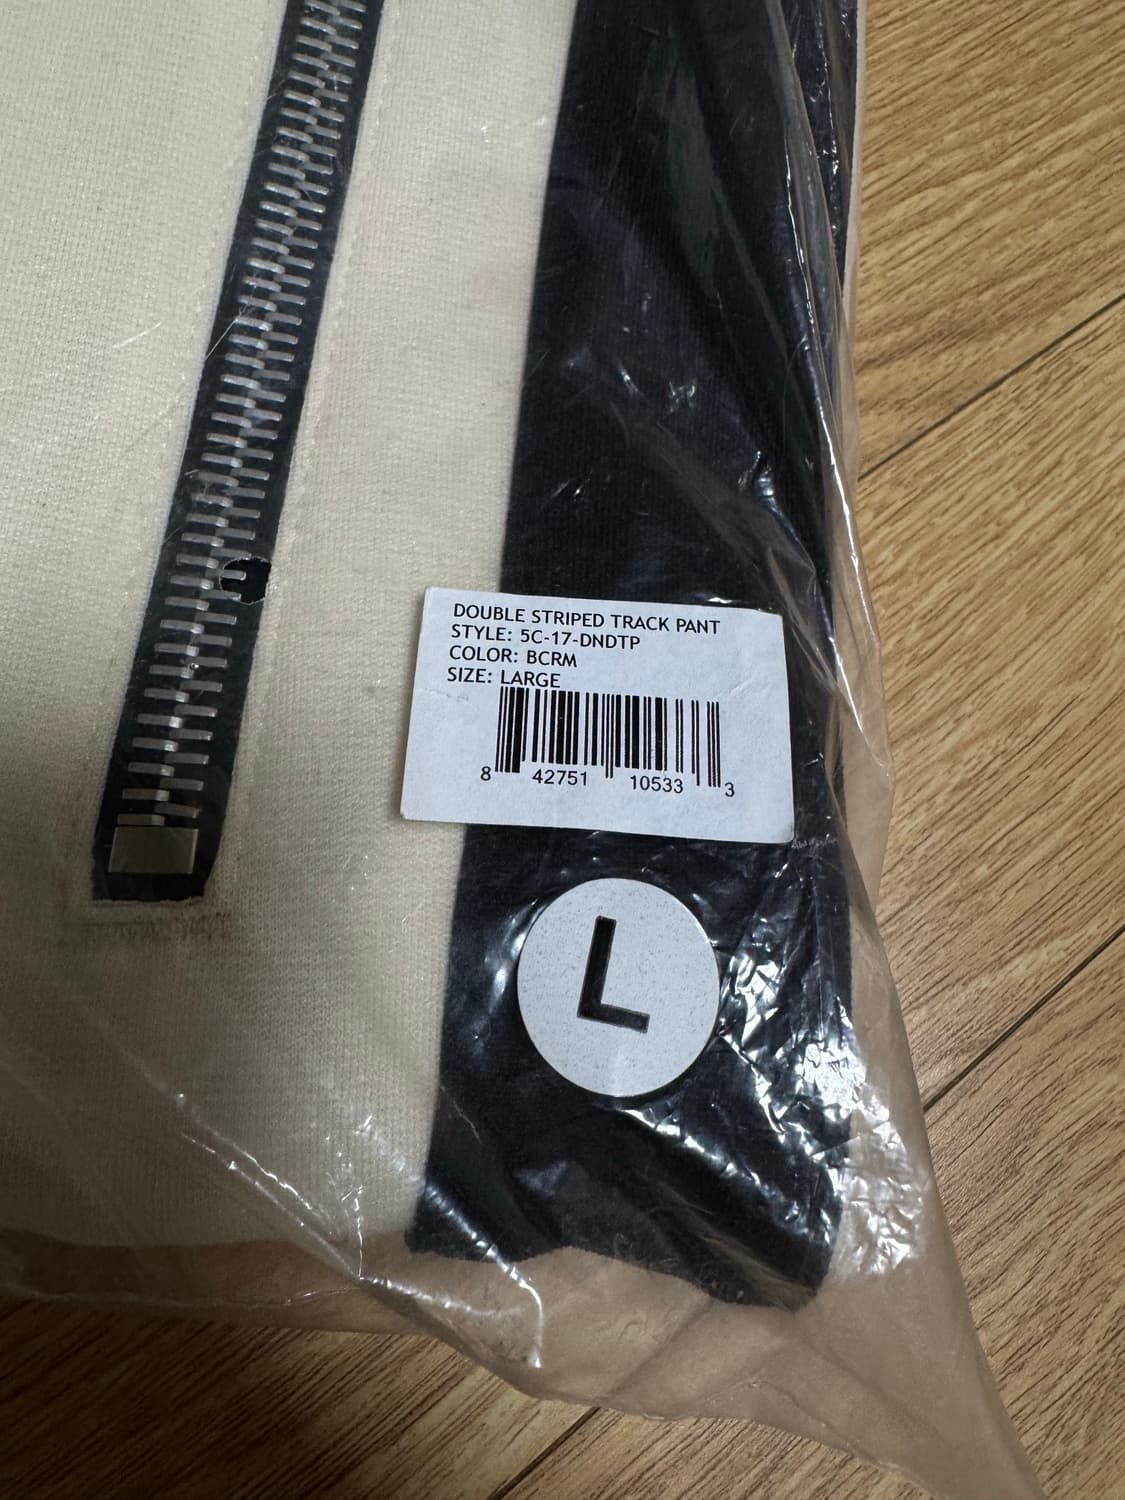 DOUBLE STRIPED TRACK PANT
STYLE: 5C-17-DNDTP
COLOR: BCRM
SIZE: LARGE
8 42751 10533 3
L